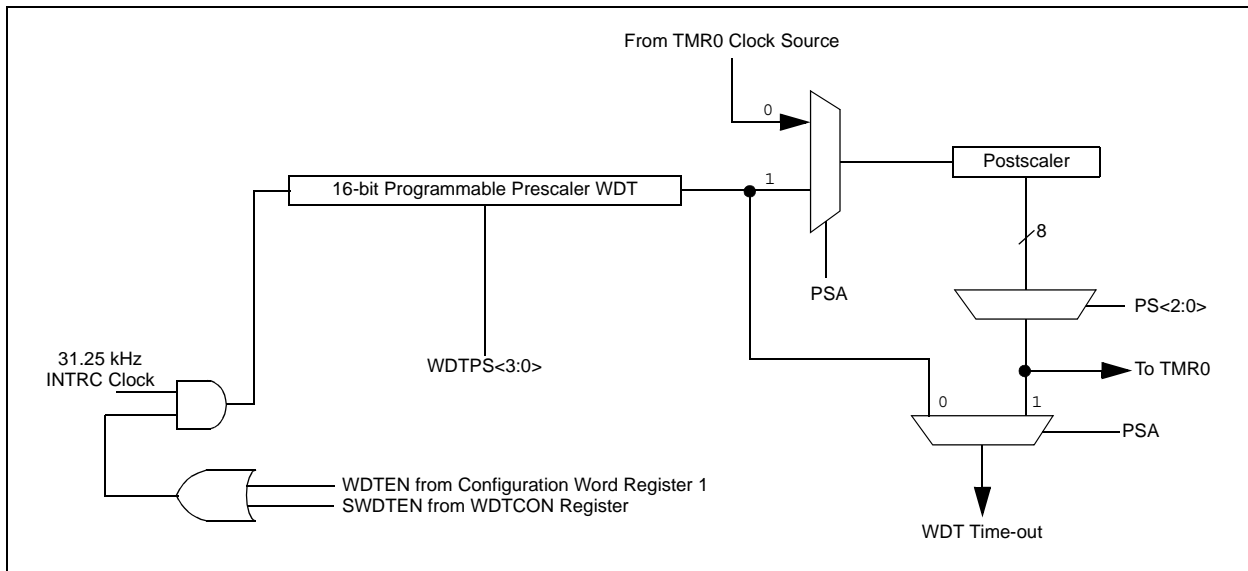 From TMR0 Clock Source
0
Postscaler
16-bit Programmable Prescaler WDT
1
8
PSA
PS<2:0>
31.25 kHz
INTRC Clock
WDTPS<3:0>
To TMR0
0
1
PSA
WDTEN from Configuration Word Register 1
SWDTEN from WDTCON Register
WDT Time-out